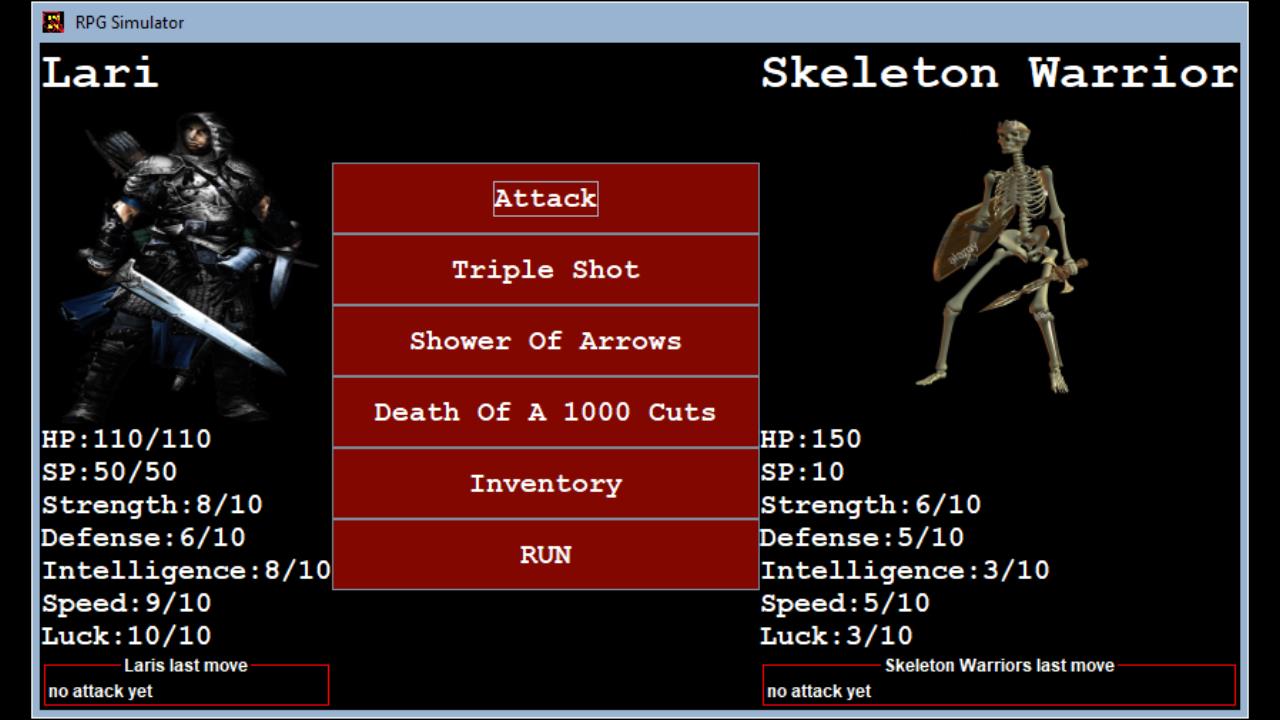 RPG Simulator
Lari
Skeleton Warrior
Attack
Triple Shot
Shower Of Arrows
Death Of A 1000 Cuts
Inventory
RUN
HP:110/110
SP:50/50
Strength:8/10
Defense:6/10
Intelligence:8/10
Speed:9/10
Luck:10/10
Laris last move
no attack yet
alamy
HP:150
SP:10
Strength:6/10
Defense:5/10
Intelligence:3/10
Speed:5/10
Luck:3/10
Skeleton Warriors last move
no attack yet